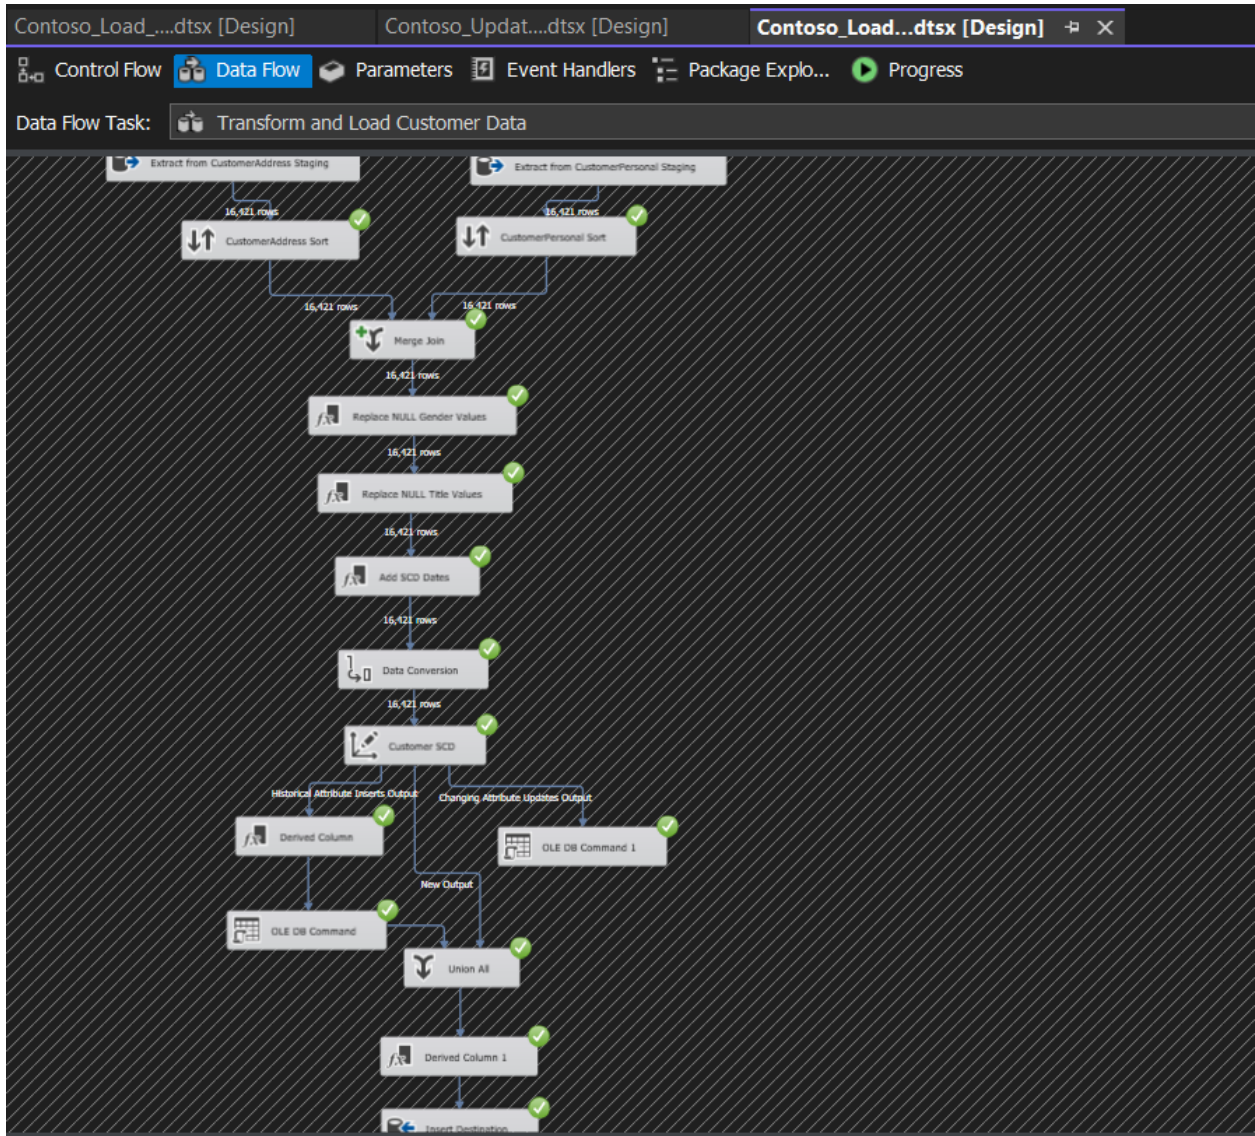 Contoso_Load_....dtsx [Design]
Contoso_Updat....dtsx [Design]
Contoso_Load...dtsx [Design]
Control Flow
Data Flow
Parameters
Event Handlers
Package Explo...
Progress
Data Flow Task:
Transform and Load Customer Data
Extract from CustomerAddress Staging
Extract from CustomerPersonal Staging
16,421 rows
16,421 rows
CustomerAddress Sort
CustomerPersonal Sort
16,421 rows
16,421 rows
Merge Join
16,421 rows
Replace NULL Gender Values
16,421 rows
Replace NULL Title Values
16,421 rows
Add SCD Dates
16,421 rows
Data Conversion
16,421 rows
Customer SCD
Historical Attribute Inserts Output
Changing Attribute Updates Output
Derived Column
OLE DB Command 1
New Output
OLE DB Command
Union All
Derived Column 1
Insert Destination